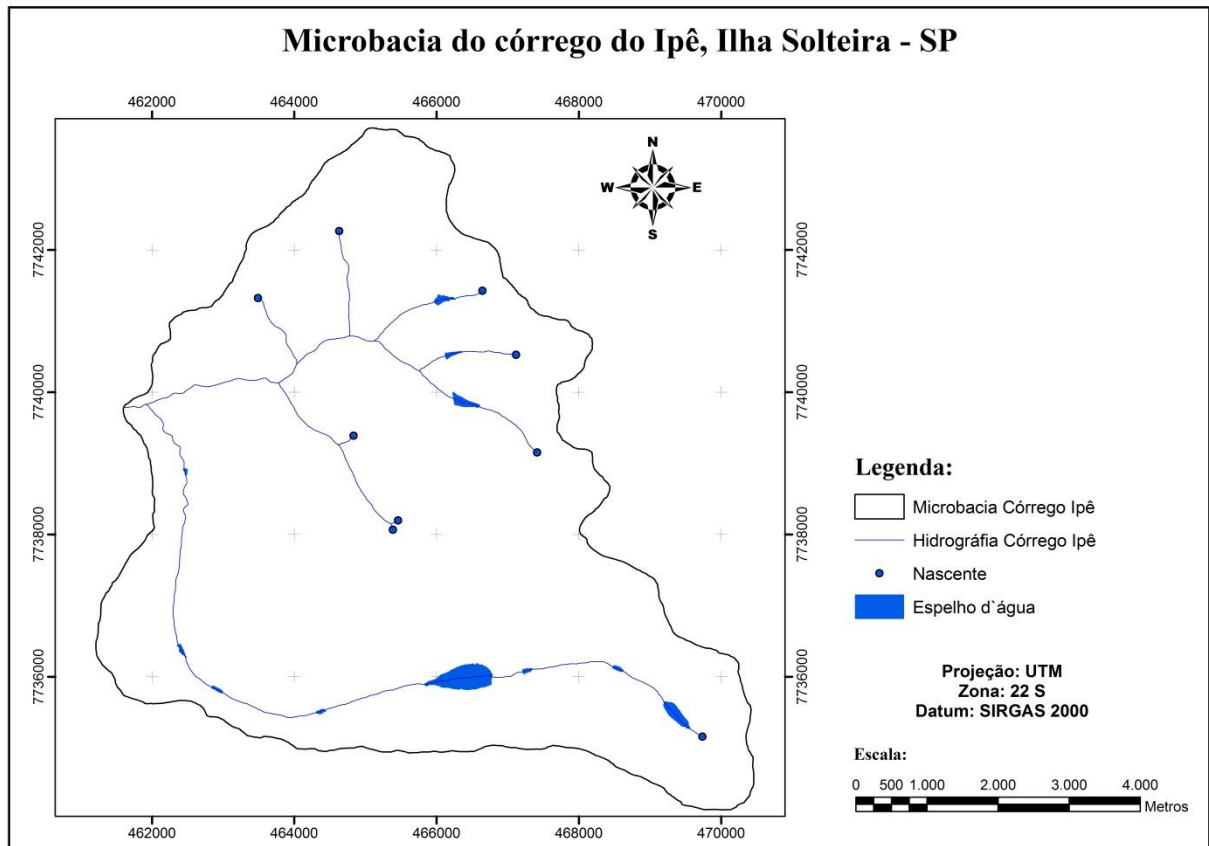 Microbacia do córrego do Ipê, Ilha Solteira - SP
462000 464000 466000 468000 470000
N
W E
S
7742000 7742000
7740000 7740000
7738000 7738000
7736000 7736000
462000 464000 466000 468000 470000
Legenda:
Microbacia Córrego Ipê
Hidrográfia Córrego Ipê
Nascente
Espelho d`água
Projeção: UTM
Zona: 22 S
Datum: SIRGAS 2000
Escala:
0 500 1.000 2.000 3.000 4.000
Metros